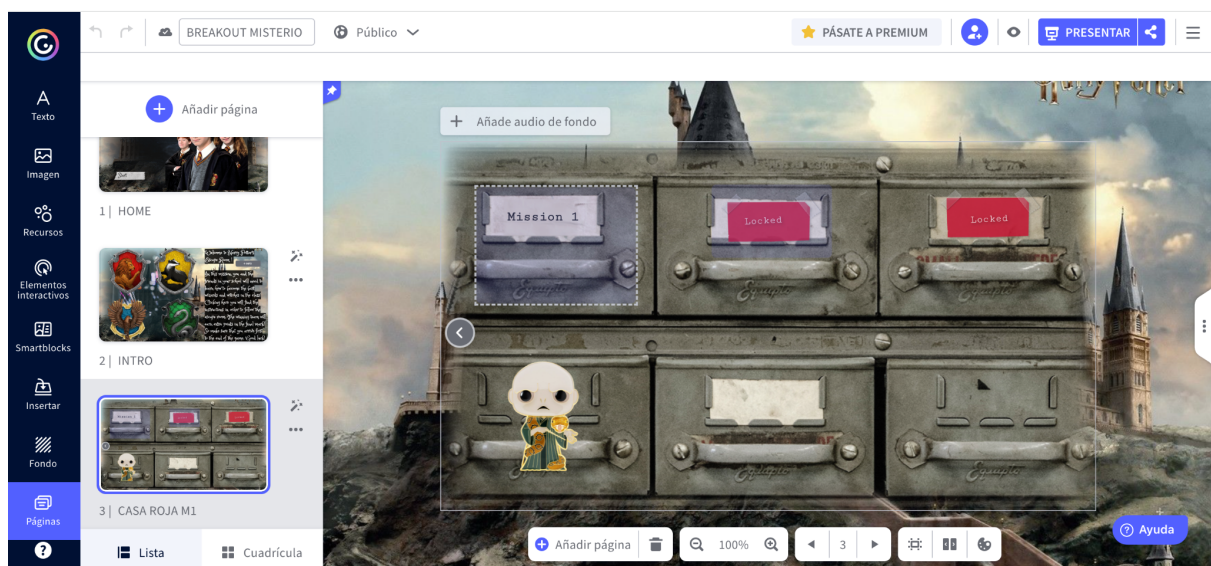 BREAKOUT MISTERIO
Público
PÁSATE A PREMIUM
PRESENTAR
Texto
Imagen
Recursos
Elementos
interactivos
Smartblocks
Insertar
Fondo
Páginas
Añadir página
1 | HOME
2 | INTRO
3 | CASA ROJA M1
Lista
Cuadrícula
Harry Potter
Añade audio de fondo
Mission 1
Locked
Locked
Añadir página
100%
3
Ayuda